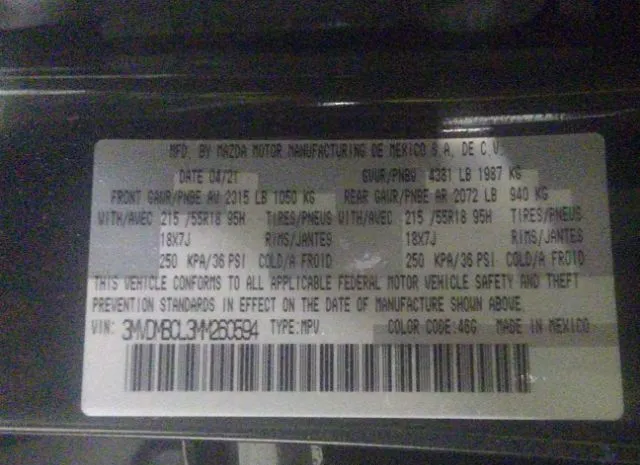 MFD. BY MAZDA MOTOR MANUFACTURING DE MEXICO S.A. DE C.V.
DATE 04/21 GVWR/PNBV 4381 LB 1987 KG
FRONT GAWR/PNBE AV 2315 LB 1050 KG REAR GAWR/PNBE AR 2072 LB 940 KG
WITH/AVEC 215 /55R18 95H TIRES/PNEUS WITH/AVEC 215 /55R18 95H TIRES/PNEUS
18X7J RIMS/JANTES 18X7J RIMS/JANTES
250 KPA/36 PSI COLD/A FROID 250 KPA/36 PSI COLD/A FROID
THIS VEHICLE CONFORMS TO ALL APPLICABLE FEDERAL MOTOR VEHICLE SAFETY AND THEFT
PREVENTION STANDARDS IN EFFECT ON THE DATE OF MANUFACTURE SHOWN ABOVE.
VIN: 3MVDMBCL3MM260594 TYPE:MPV COLOR CODE:46G MADE IN MEXICO